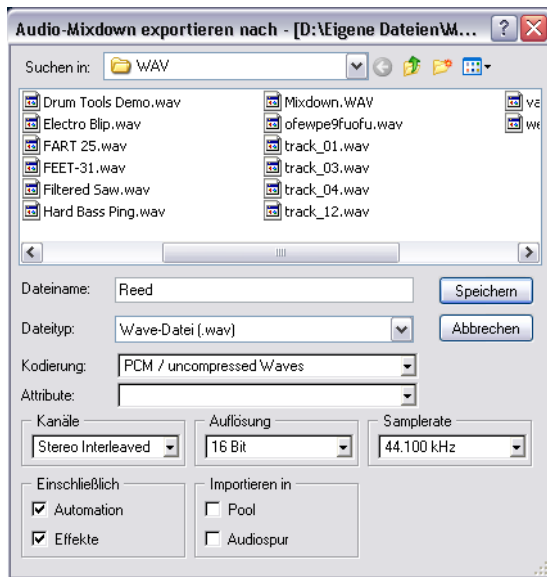 Audio-Mixdown exportieren nach - [D:\Eigene Dateien\M...
Suchen in: WAV
Drum Tools Demo.wav
Electro Blip.wav
FART 25.wav
FEET-31.wav
Filtered Saw.wav
Hard Bass Ping.wav
Mixdown.WAV
ofewpe9fuofu.wav
track_01.wav
track_03.wav
track_04.wav
track_12.wav
va
we
Dateiname: Reed Speichern
Dateityp: Wave-Datei (.wav) Abbrechen
Kodierung: PCM / uncompressed Waves
Attribute:
Kanäle Auflösung Samplerate
Stereo Interleaved 16 Bit 44.100 kHz
Einschließlich Importieren in
Automation Pool
Effekte Audiospur